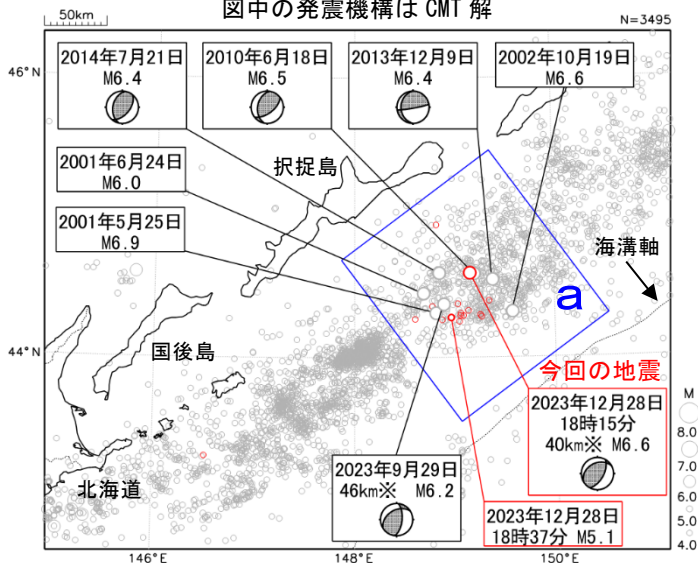 図中の発震機構は CMT 解
50km
N=3495
46°N
2014年7月21日
M6.4
2010年6月18日
M6.5
2013年12月9日
M6.4
2002年10月19日
M6.6
択捉島
2001年6月24日
M6.0
2001年5月25日
M6.9
海溝軸
a
44°N
国後島
今回の地震
2023年12月28日
18時15分
40km※ M6.6
M
8.0
7.0
6.0
5.0
4.0
北海道
2023年9月29日
46km※ M6.2
2023年12月28日
18時37分 M5.1
146°E
148°E
150°E